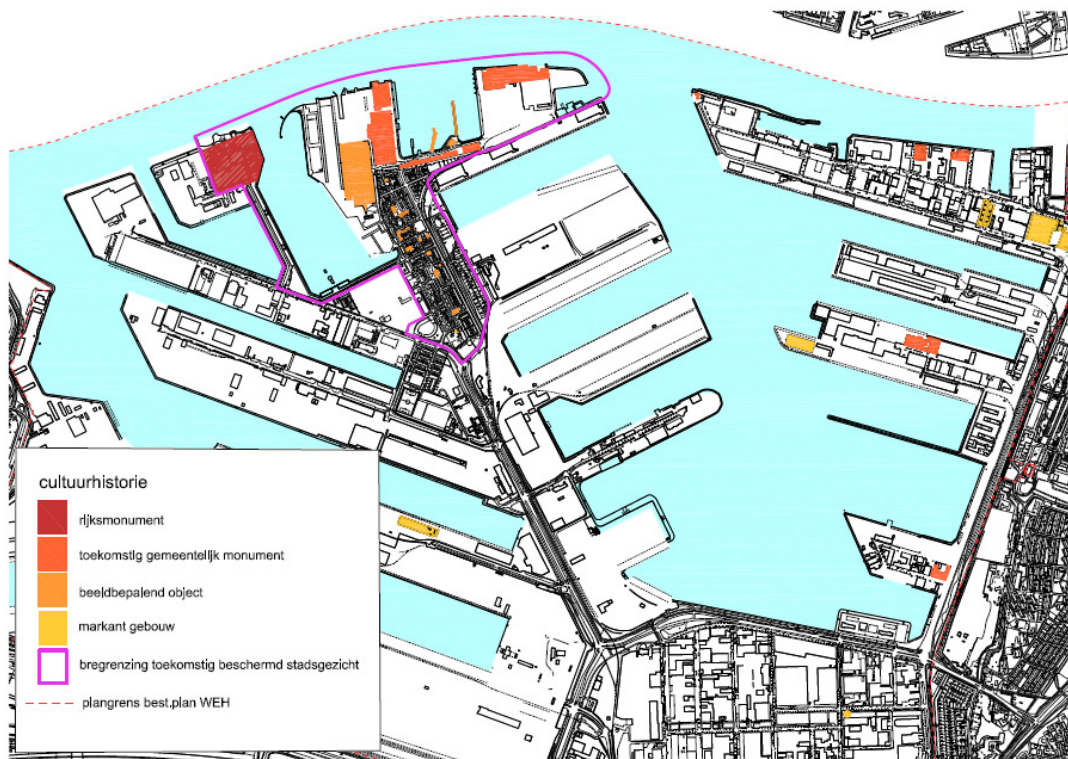 cultuurhistorie
rijksmonument
toekomstig gemeentelijk monument
beeldbepalend object
markant gebouw
bregrenzing toekomstig beschermd stadsgezicht
plangrens best.plan WEH